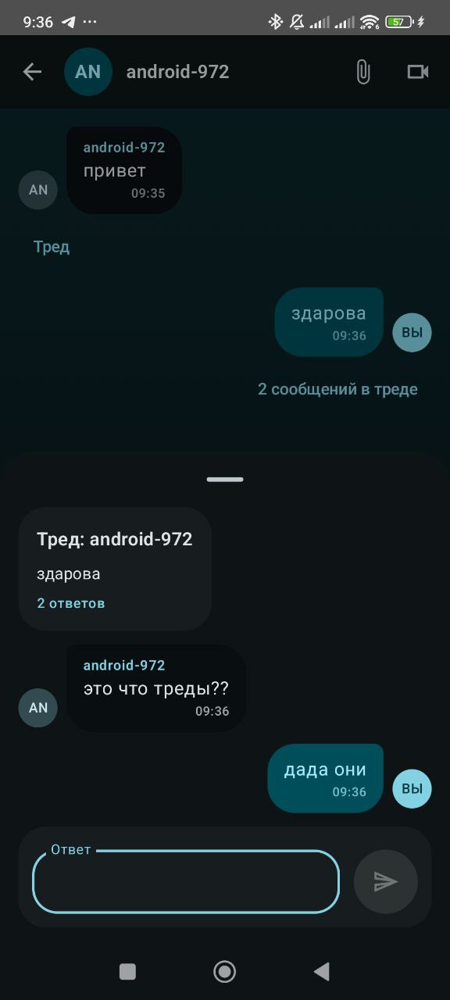 9:36
57
AN
android-972
android-972
привет
09:35
AN
Тред
здарова
09:36
ВЫ
2 сообщений в треде
Тред: android-972
здарова
2 ответов
android-972
это что треды??
09:36
AN
дада они
09:36
ВЫ
Ответ